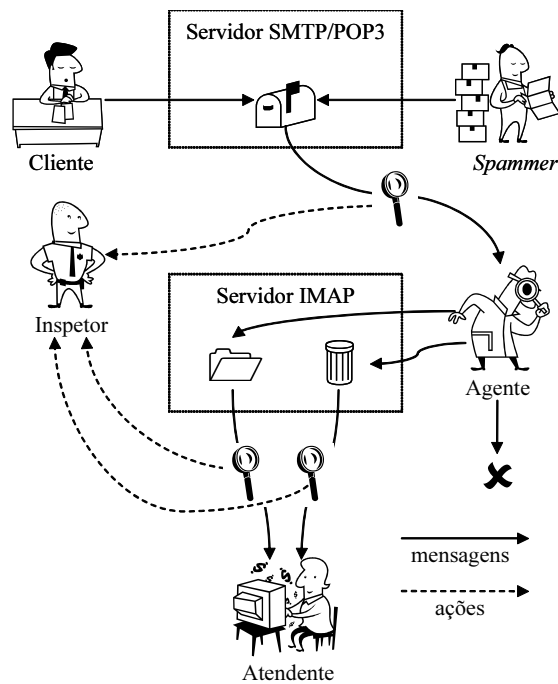 Servidor SMTP/POP3
Cliente
Spammer
Inspetor
Servidor IMAP
Agente
mensagens
ações
Atendente